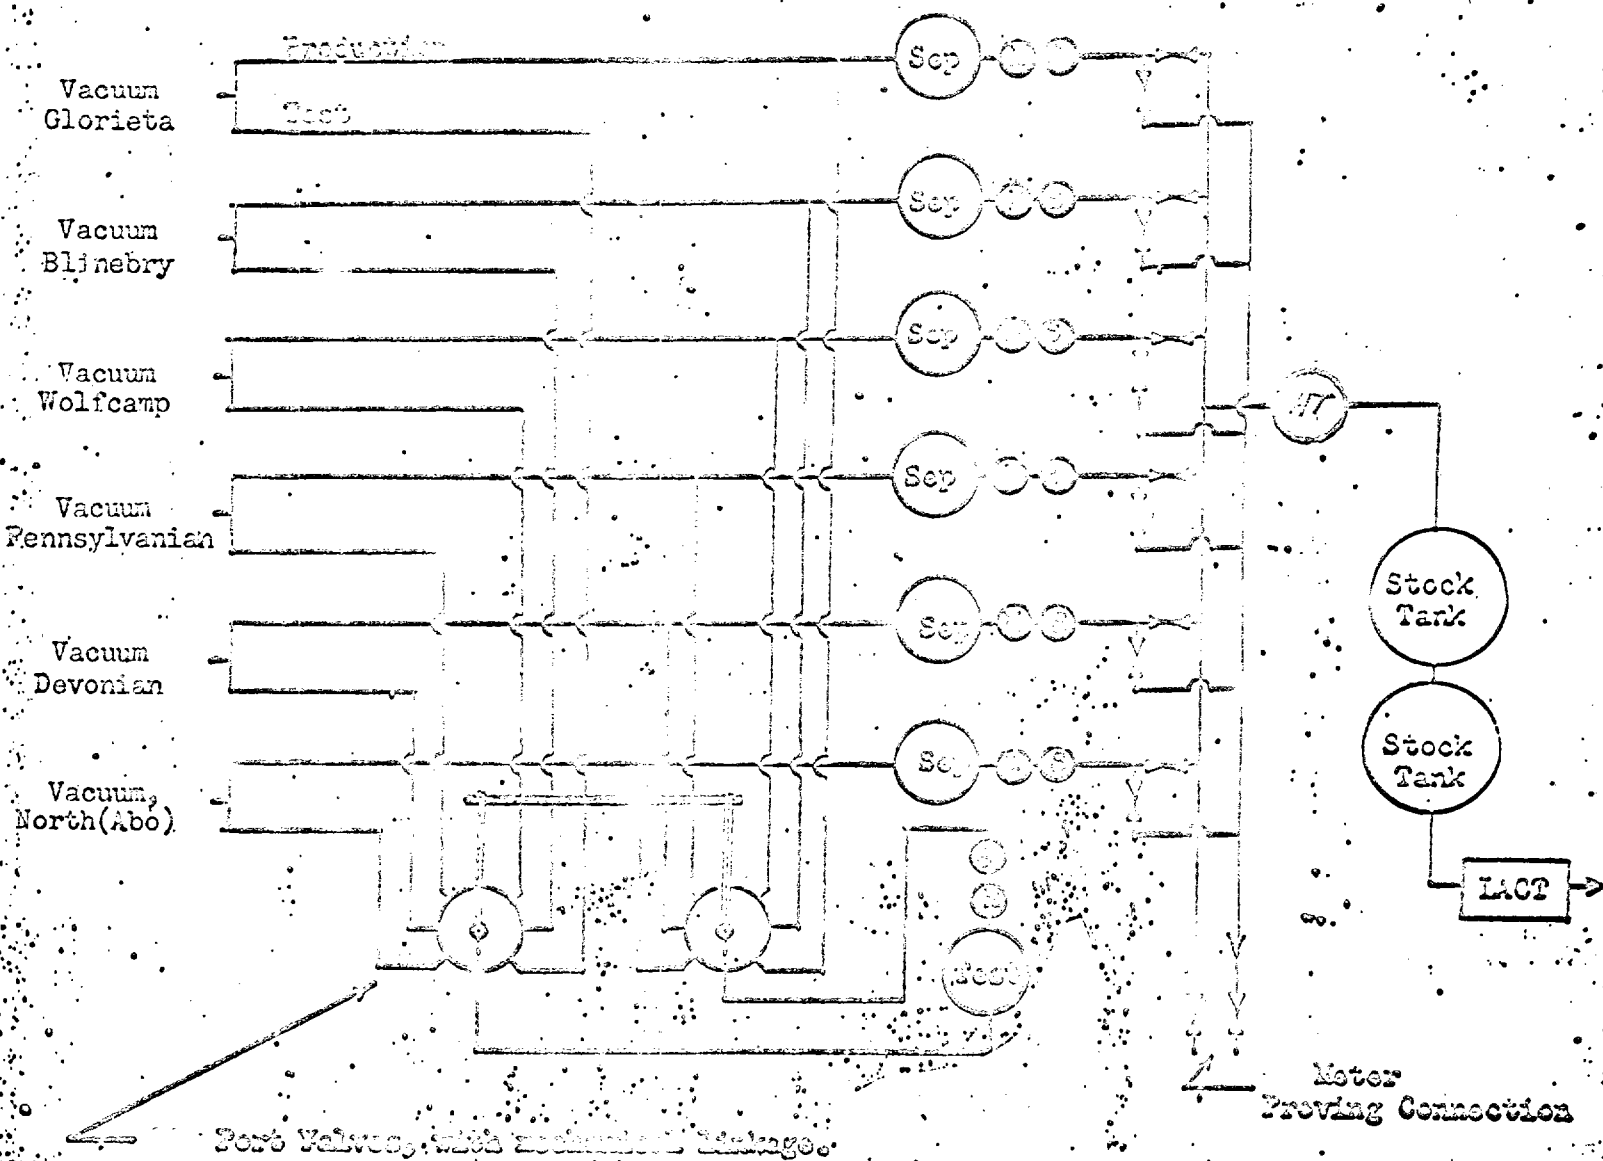 Production
Sep
Vacuum
Glorieta
Test
Sep
Vacuum
Blinebry
Sep
Vacuum
Wolfcamp
HT
Sep
Vacuum
Pennsylvanian
Stock
Tank
Sep
Vacuum
Devonian
Stock
Tank
Sep
S
Vacuum,
North(Abo)
LACT
Test
Meter
Proving Connection
Port Valves, with mechanical linkage.